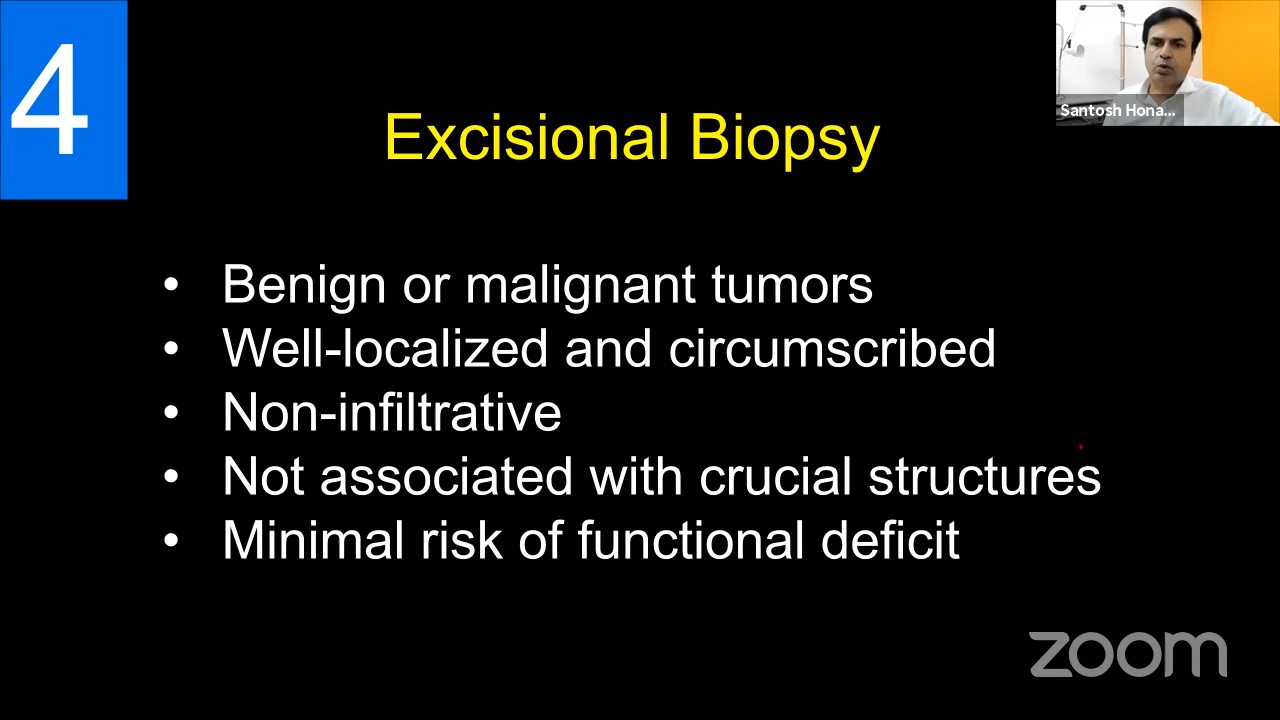 4
Santosh Hona...
Excisional Biopsy
• Benign or malignant tumors
• Well-localized and circumscribed
• Non-infiltrative
• Not associated with crucial structures
• Minimal risk of functional deficit
zoom